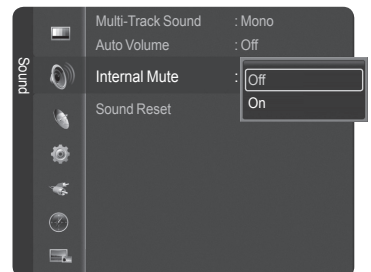 Sound
Multi-Track Sound : Mono
Auto Volume : Off
Internal Mute :
Off
On
Sound Reset